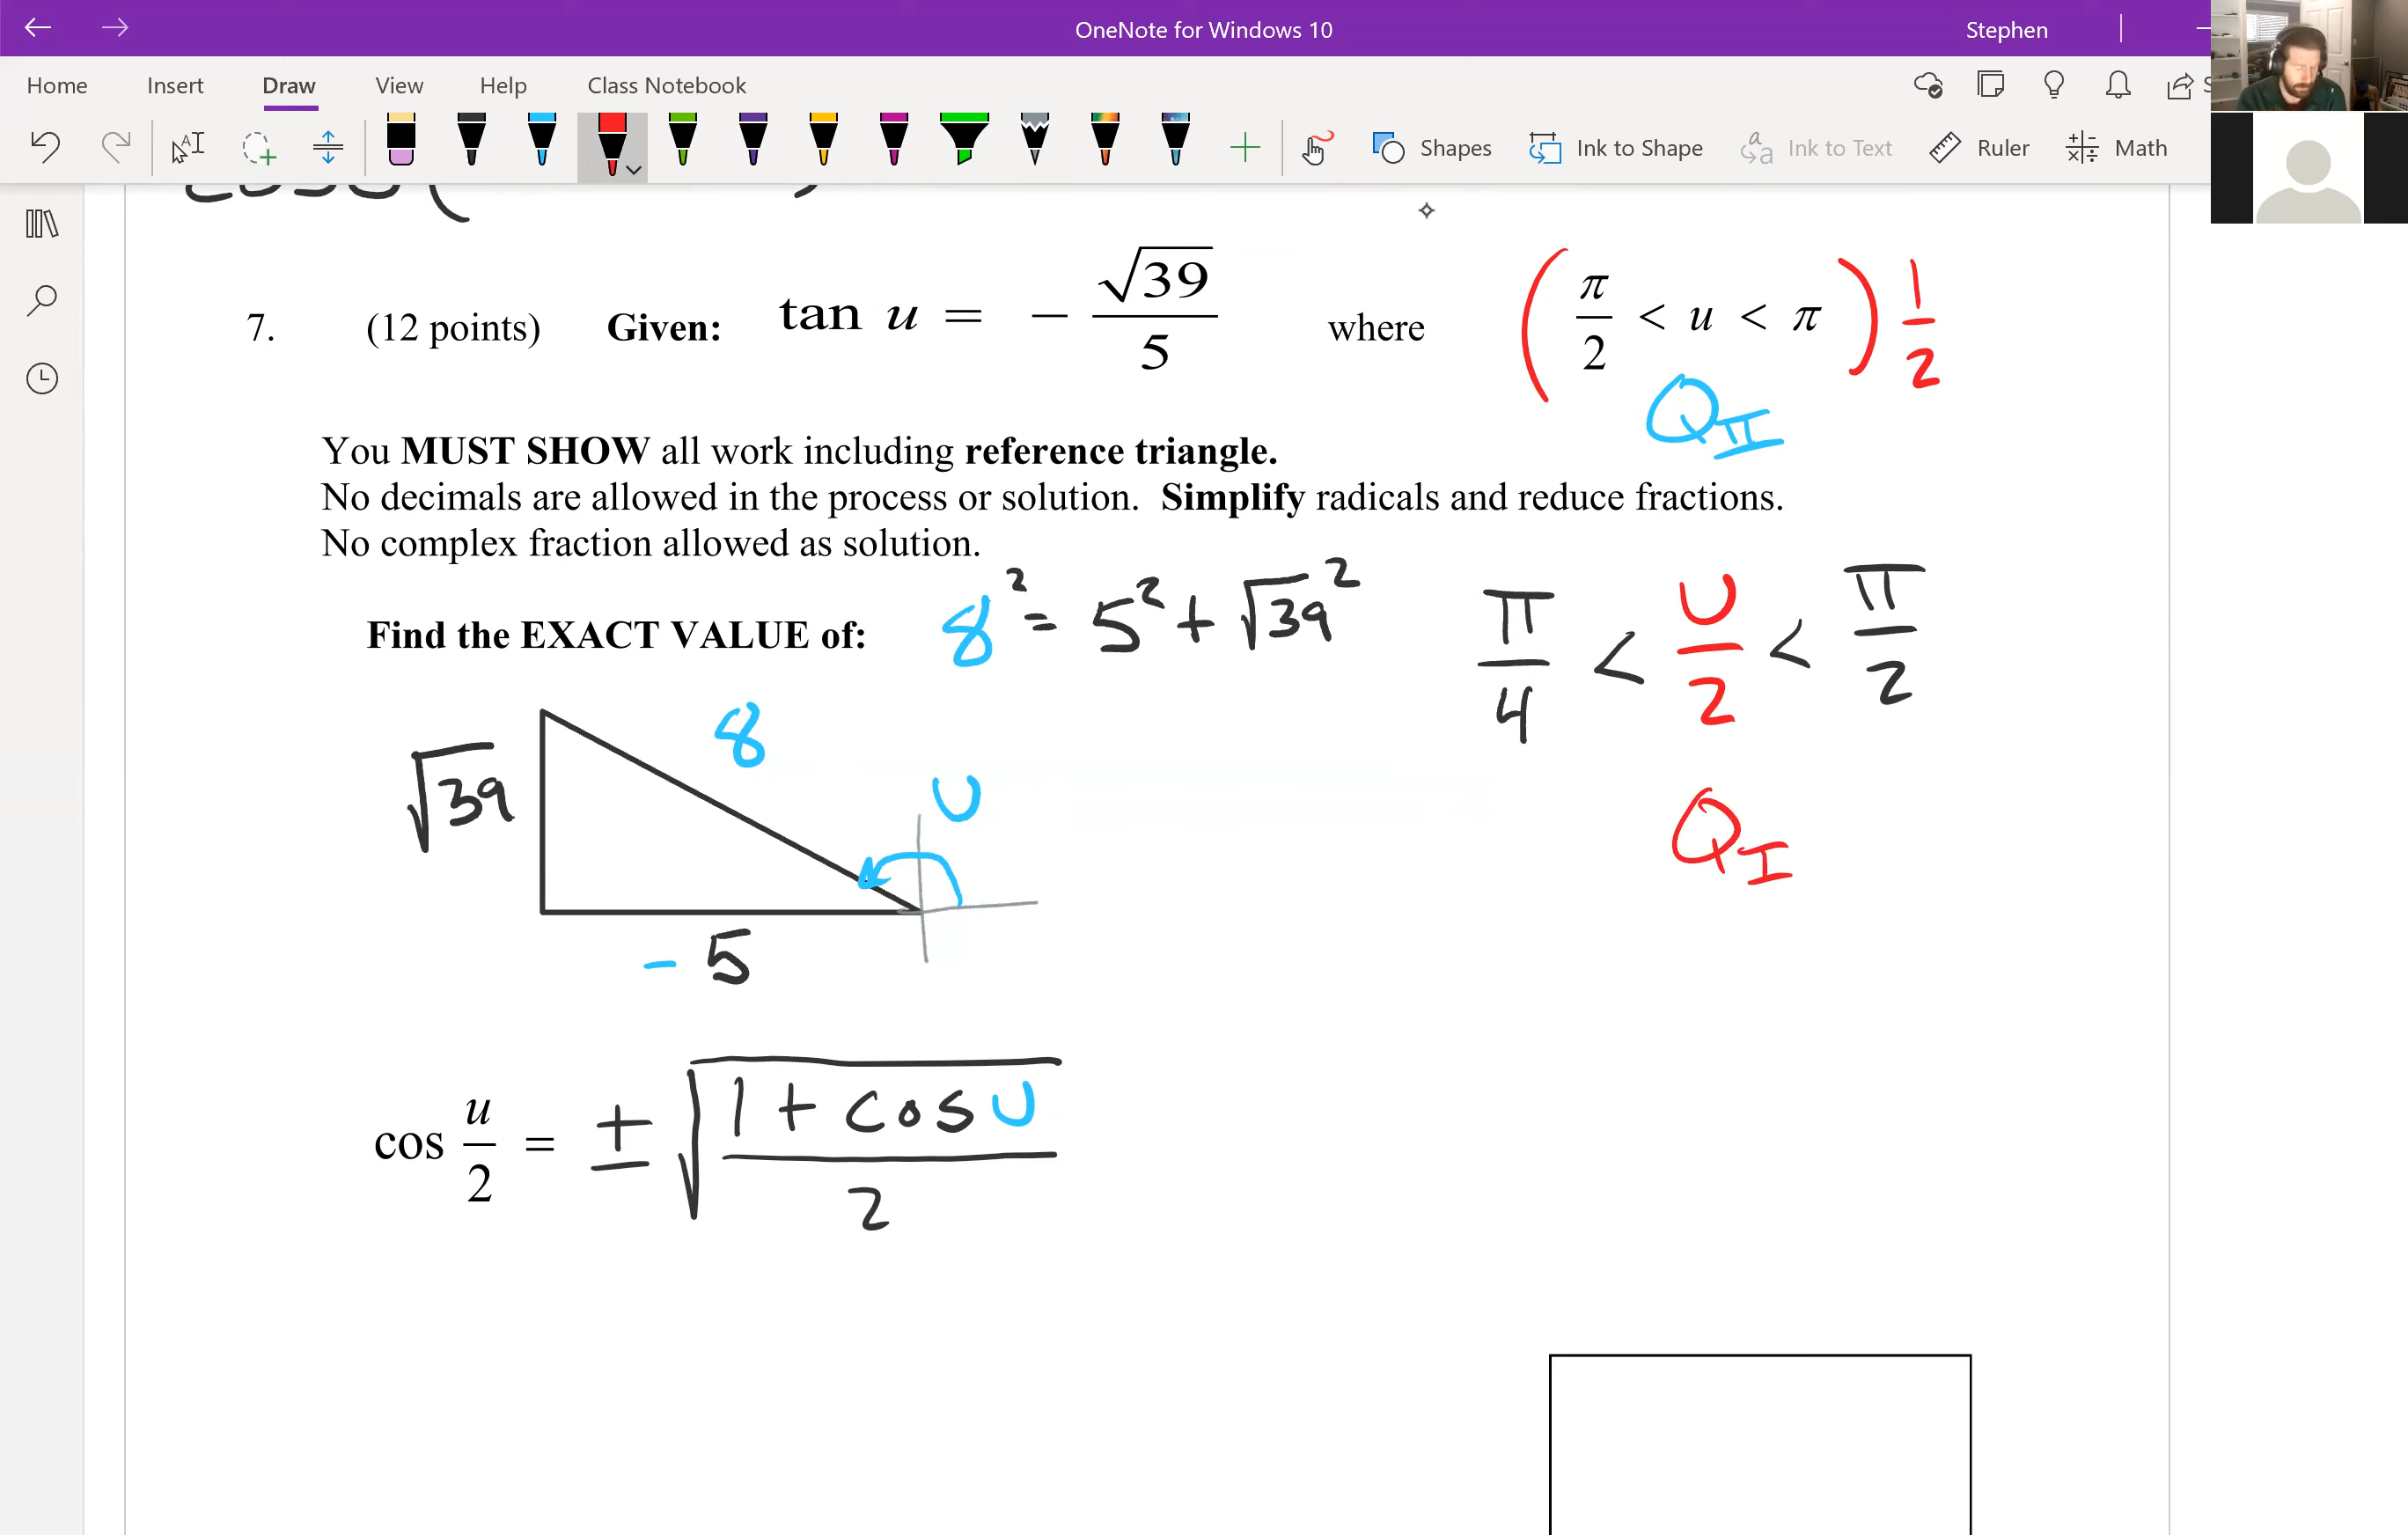 OneNote for Windows 10
Stephen
Home Insert Draw View Help Class Notebook
Shapes Ink to Shape Ink to Text Ruler Math
7. (12 points) Given: tan u = − √39/5 where (π/2 < u < π) 1/2
QII
You MUST SHOW all work including reference triangle.
No decimals are allowed in the process or solution. Simplify radicals and reduce fractions.
No complex fraction allowed as solution.
Find the EXACT VALUE of: 8² = 5² + √39² π/4 < U/2 < π/2
8
√39
U
QI
- 5
cos u/2 = ± √(1 + cos U)/2